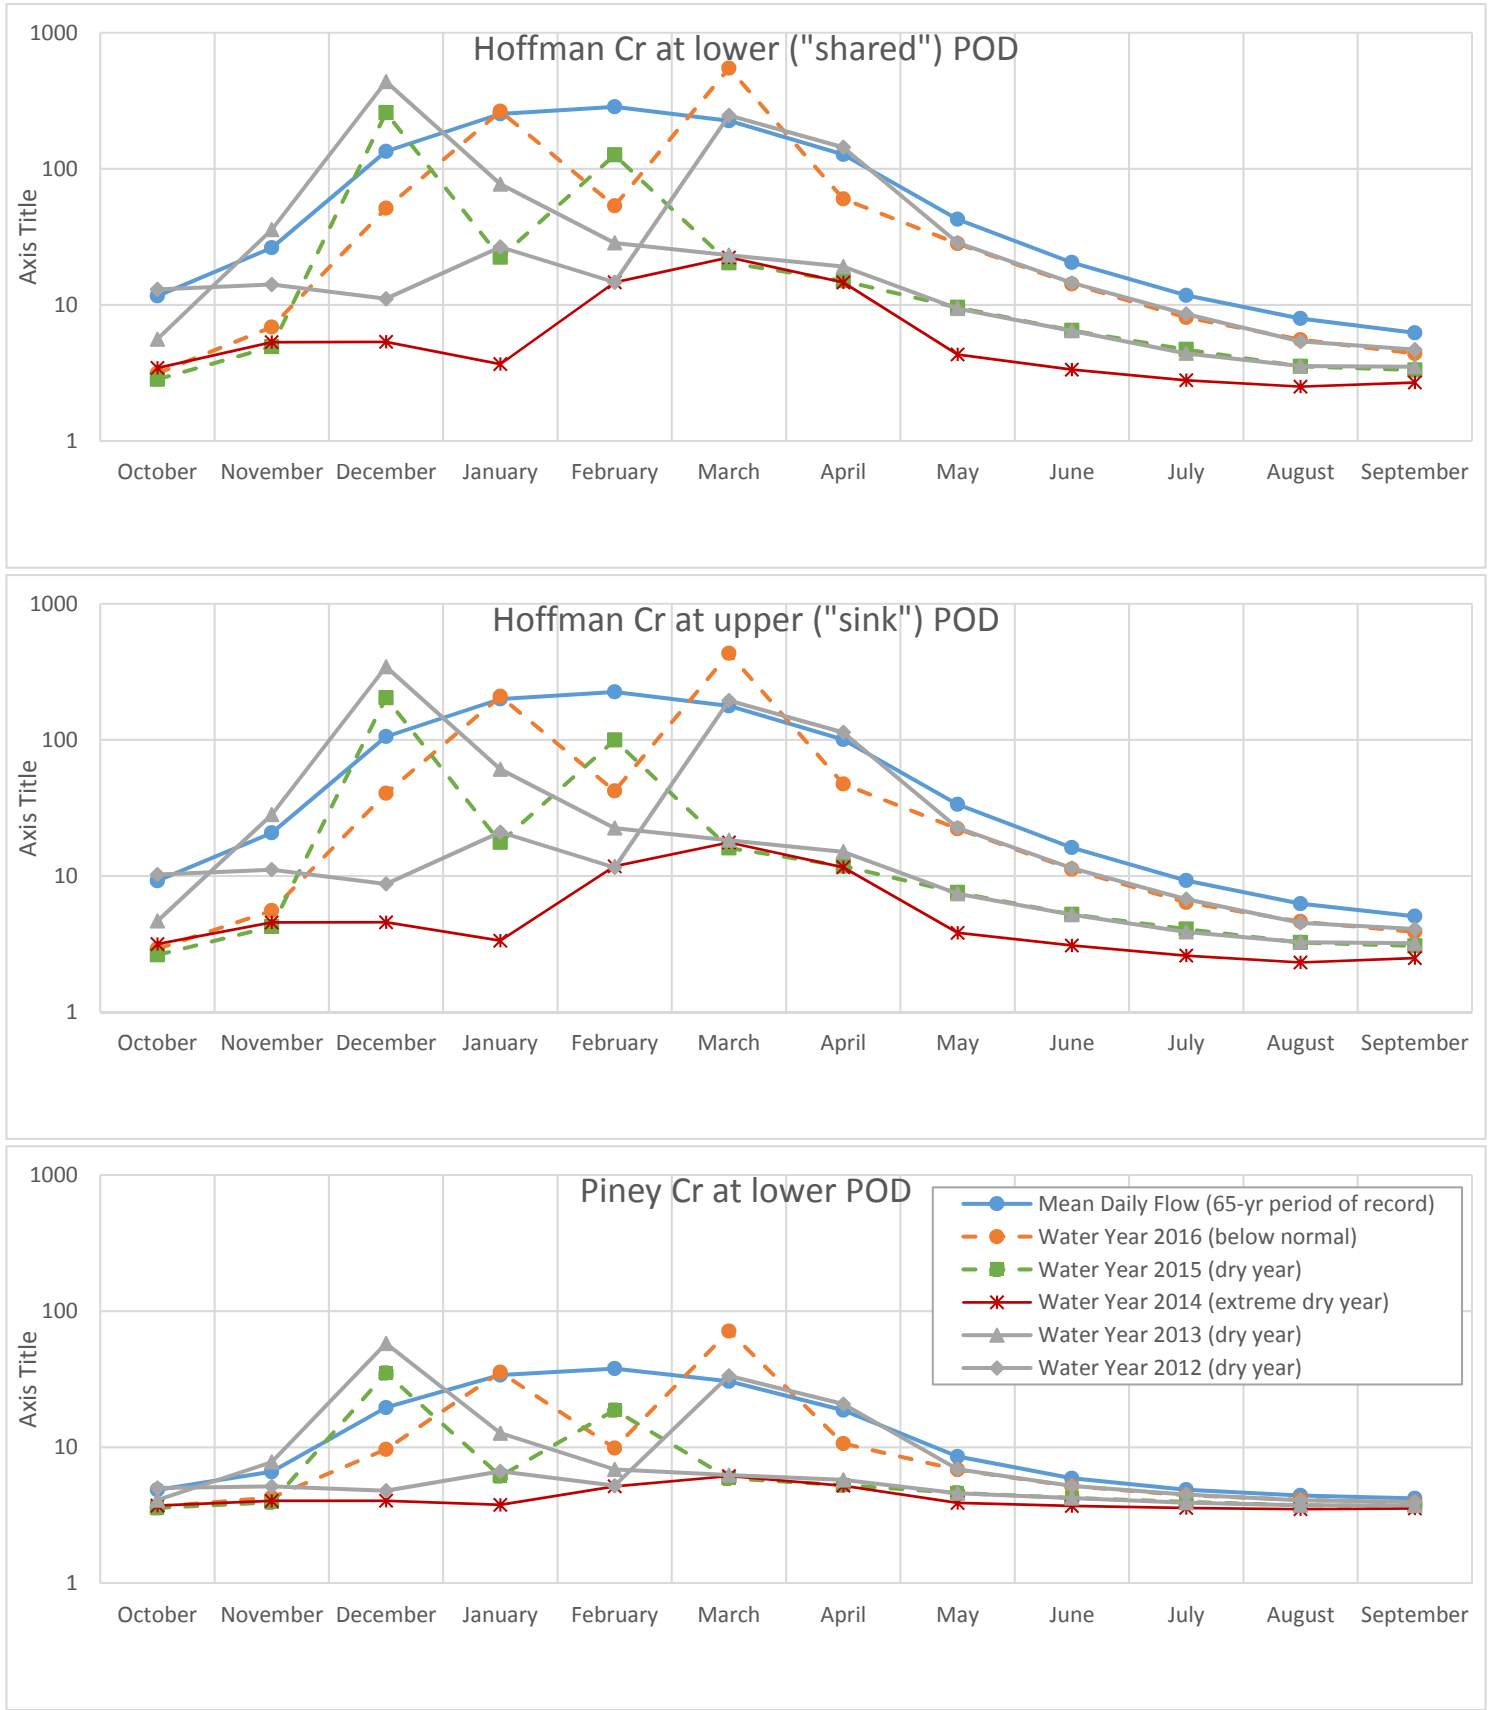 Hoffman Cr at lower ("shared") POD
1000
100
10
1
Axis Title
October November December January February March April May June July August September
Hoffman Cr at upper ("sink") POD
1000
100
10
1
Axis Title
October November December January February March April May June July August September
Piney Cr at lower POD
1000
100
10
1
Axis Title
Mean Daily Flow (65-yr period of record)
Water Year 2016 (below normal)
Water Year 2015 (dry year)
Water Year 2014 (extreme dry year)
Water Year 2013 (dry year)
Water Year 2012 (dry year)
October November December January February March April May June July August September